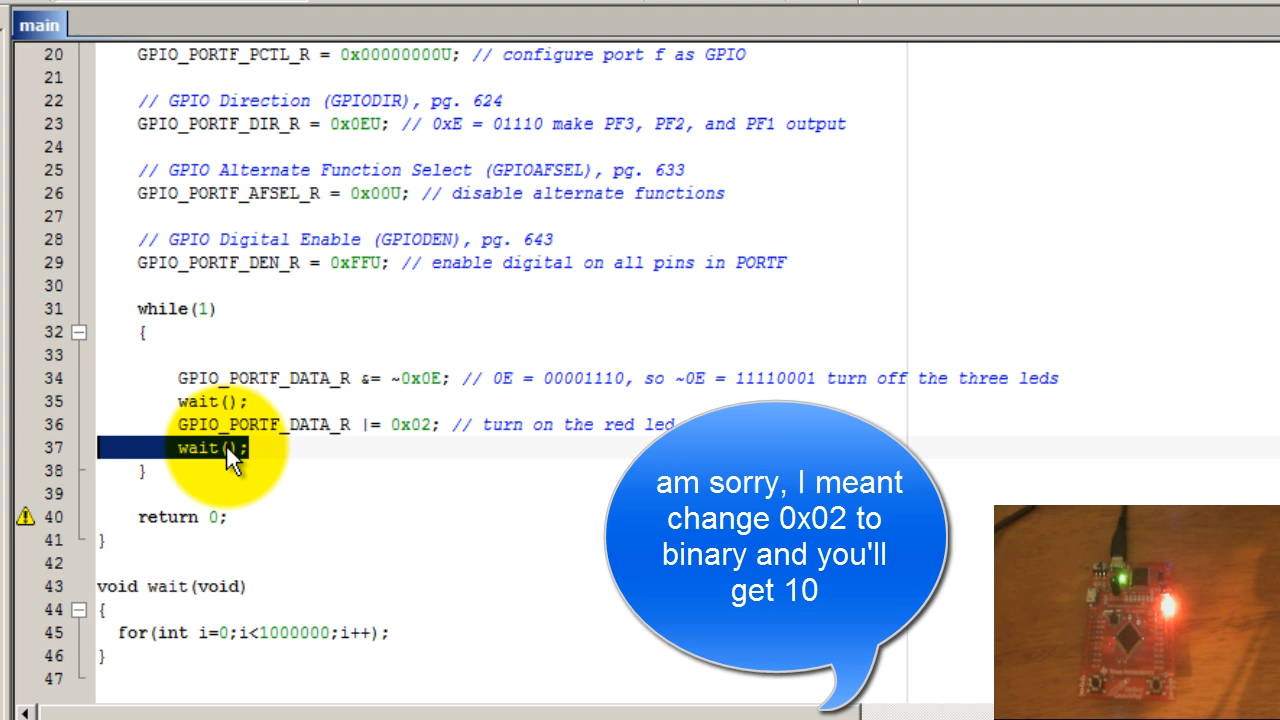 main
20 GPIO_PORTF_PCTL_R = 0x00000000U; // configure port f as GPIO
21
22 // GPIO Direction (GPIODIR), pg. 624
23 GPIO_PORTF_DIR_R = 0x0EU; // 0xE = 01110 make PF3, PF2, and PF1 output
24
25 // GPIO Alternate Function Select (GPIOAFSEL), pg. 633
26 GPIO_PORTF_AFSEL_R = 0x00U; // disable alternate functions
27
28 // GPIO Digital Enable (GPIODEN), pg. 643
29 GPIO_PORTF_DEN_R = 0xFFU; // enable digital on all pins in PORTF
30
31 while(1)
32 {
33
34 GPIO_PORTF_DATA_R &= ~0x0E; // 0E = 00001110, so ~0E = 11110001 turn off the three leds
35 wait();
36 GPIO_PORTF_DATA_R |= 0x02; // turn on the red led
37 wait();
38 }
39
40 return 0;
41 }
42
43 void wait(void)
44 {
45 for(int i=0;i<1000000;i++);
46 }
47
am sorry, I meant
change 0x02 to
binary and you'll
get 10